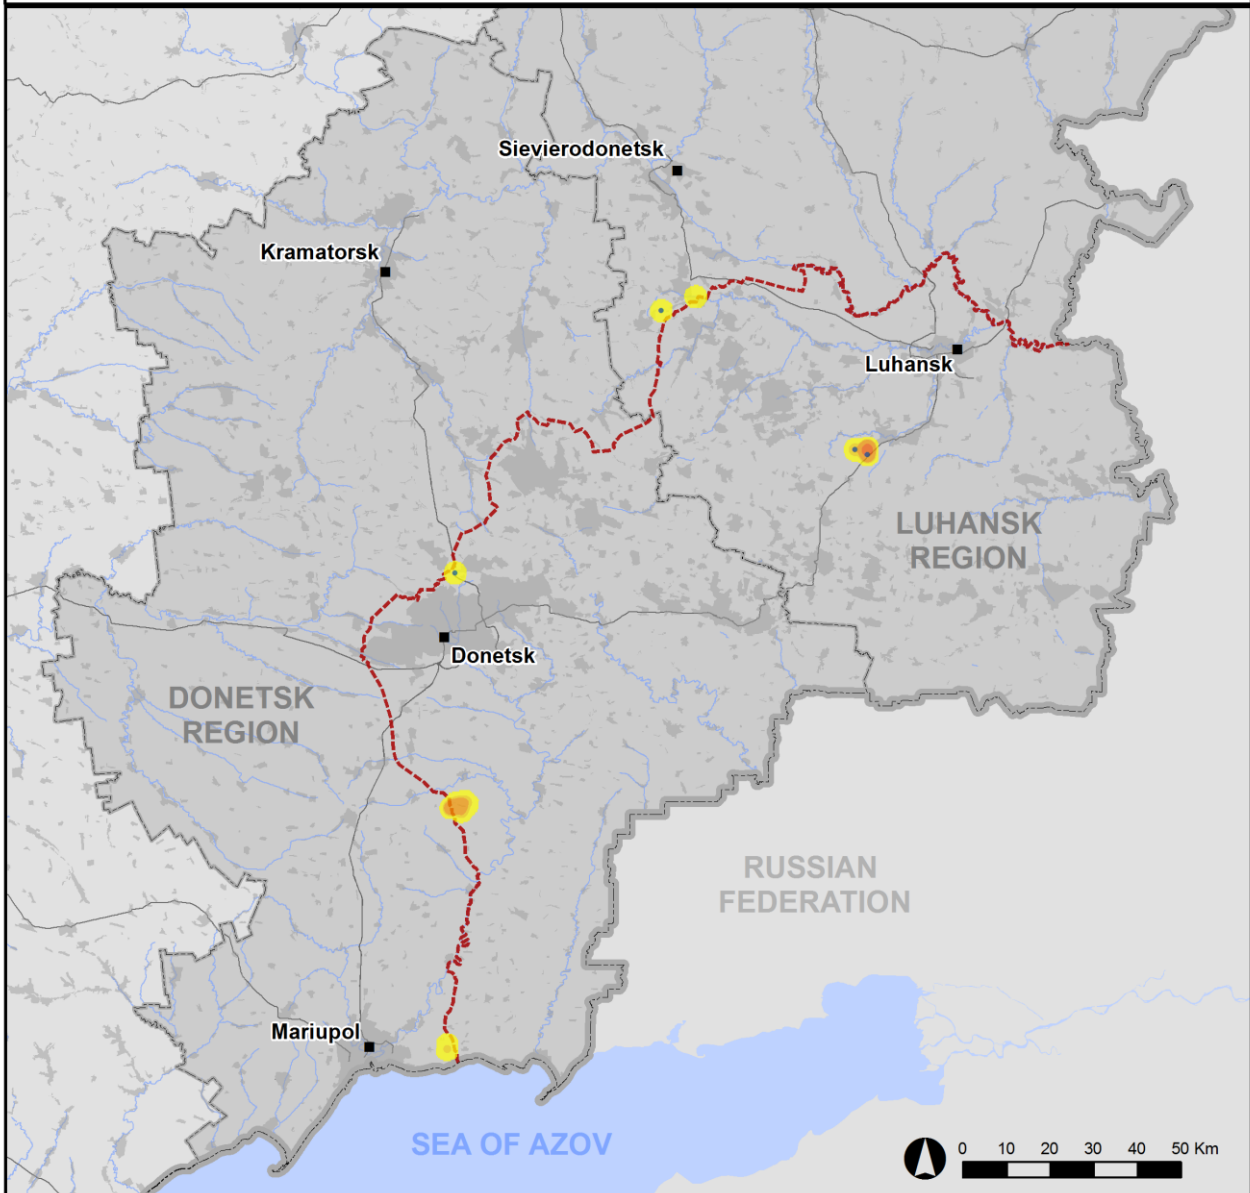 Sievierodonetsk
Kramatorsk
Luhansk
LUHANSK
REGION
Donetsk
DONETSK
REGION
RUSSIAN
FEDERATION
Mariupol
SEA OF AZOV
0 10 20 30 40 50 Km